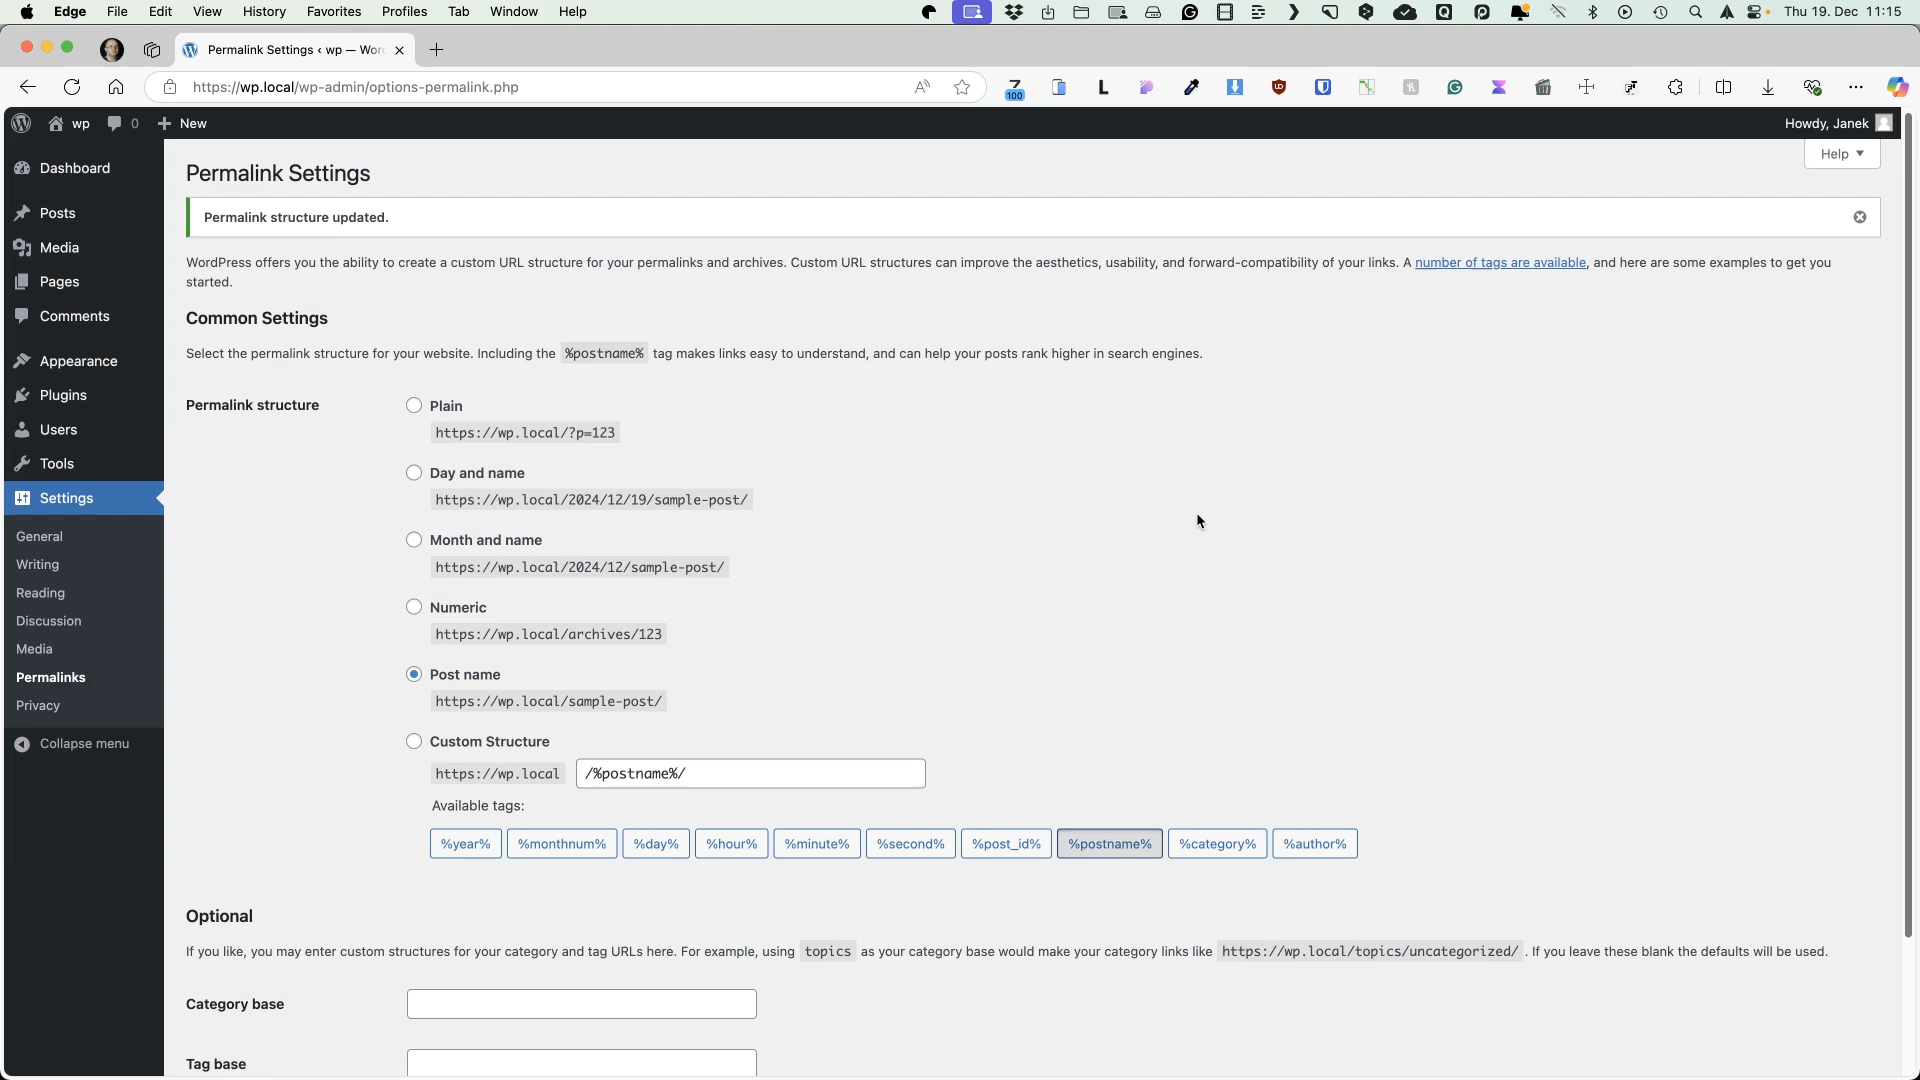 Edge File Edit View History Favorites Profiles Tab Window Help Thu 19. Dec 11:15
Permalink Settings ‹ wp — Wor
https://wp.local/wp-admin/options-permalink.php 100
wp 0 + New Howdy, Janek
Help
Dashboard
Posts
Media
Pages
Comments
Appearance
Plugins
Users
Tools
Settings
General
Writing
Reading
Discussion
Media
Permalinks
Privacy
Collapse menu
Permalink Settings
Permalink structure updated.
WordPress offers you the ability to create a custom URL structure for your permalinks and archives. Custom URL structures can improve the aesthetics, usability, and forward-compatibility of your links. A number of tags are available, and here are some examples to get you
started.
Common Settings
Select the permalink structure for your website. Including the %postname% tag makes links easy to understand, and can help your posts rank higher in search engines.
Permalink structure
Plain
https://wp.local/?p=123
Day and name
https://wp.local/2024/12/19/sample-post/
Month and name
https://wp.local/2024/12/sample-post/
Numeric
https://wp.local/archives/123
Post name
https://wp.local/sample-post/
Custom Structure
https://wp.local /%postname%/
Available tags:
%year% %monthnum% %day% %hour% %minute% %second% %post_id% %postname% %category% %author%
Optional
If you like, you may enter custom structures for your category and tag URLs here. For example, using topics as your category base would make your category links like https://wp.local/topics/uncategorized/ . If you leave these blank the defaults will be used.
Category base
Tag base